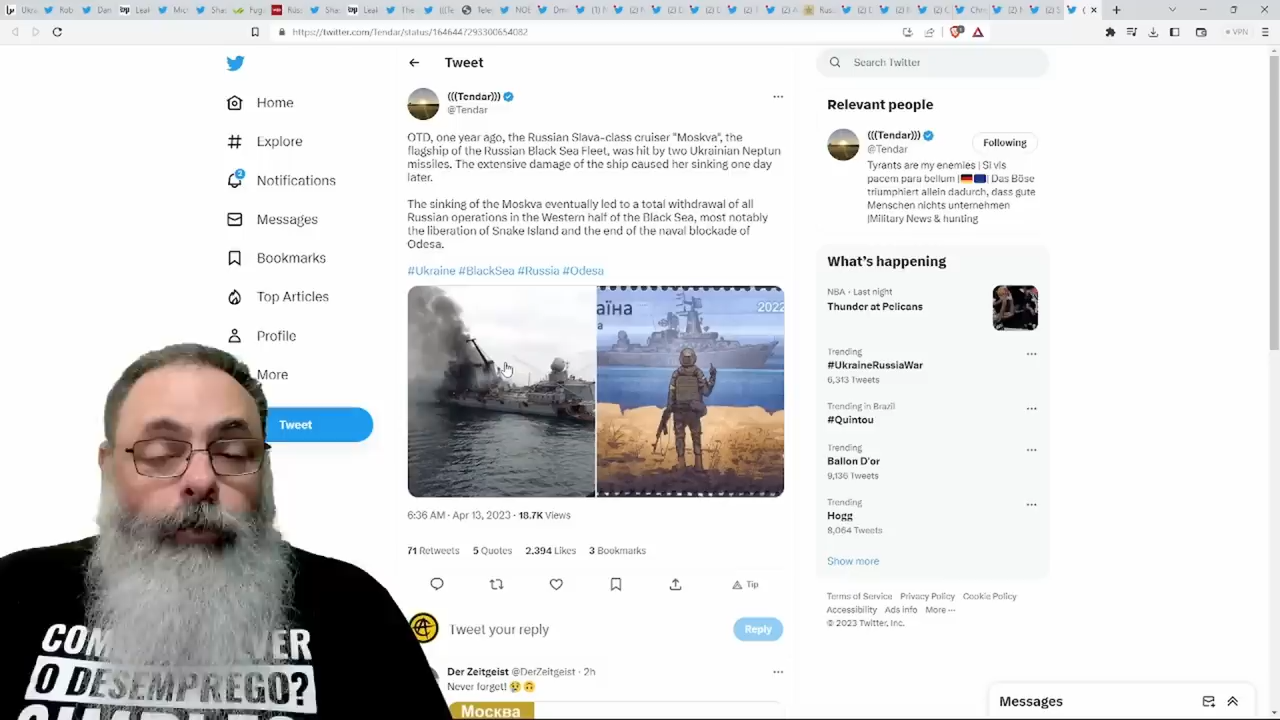 https://twitter.com/Tendar/status/1646447293300654082
VPN
Home
Explore
2
Notifications
Messages
Bookmarks
Top Articles
Profile
More
Tweet
Tweet
(((Tendar)))
@Tendar
OTD, one year ago, the Russian Slava-class cruiser "Moskva", the
flagship of the Russian Black Sea Fleet, was hit by two Ukrainian Neptun
missiles. The extensive damage of the ship caused her sinking one day
later.
The sinking of the Moskva eventually led to a total withdrawal of all
Russian operations in the Western half of the Black Sea, most notably
the liberation of Snake Island and the end of the naval blockade of
Odesa.
#Ukraine #BlackSea #Russia #Odesa
аїна
2022
а
6:36 AM · Apr 13, 2023 · 18.7K Views
71 Retweets 5 Quotes 2,394 Likes 3 Bookmarks
Tip
Tweet your reply
Reply
Der Zeitgeist @DerZeitgeist · 2h
Never forget!
Москва
Search Twitter
Relevant people
(((Tendar)))
@Tendar
Following
Tyrants are my enemies | Si vis
pacem para bellum | | Das Böse
triumphiert allein dadurch, dass gute
Menschen nichts unternehmen
|Military News & hunting
What's happening
NBA · Last night
Thunder at Pelicans
Trending
#UkraineRussiaWar
6,313 Tweets
Trending in Brazil
#Quintou
Trending
Ballon D'or
9,136 Tweets
Trending
Hogg
8,064 Tweets
Show more
Terms of Service Privacy Policy Cookie Policy
Accessibility Ads info More ···
© 2023 Twitter, Inc.
Messages
O DESEMPREGO?